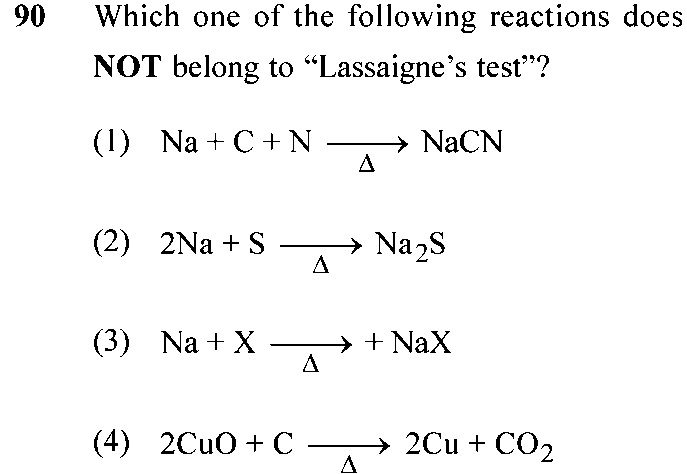 90 Which one of the following reactions does
NOT belong to “Lassaigne’s test”?
(1) Na + C + N ⟶ NaCN
Δ
(2) 2Na + S ⟶ Na₂S
Δ
(3) Na + X ⟶ + NaX
Δ
(4) 2CuO + C ⟶ 2Cu + CO₂
Δ